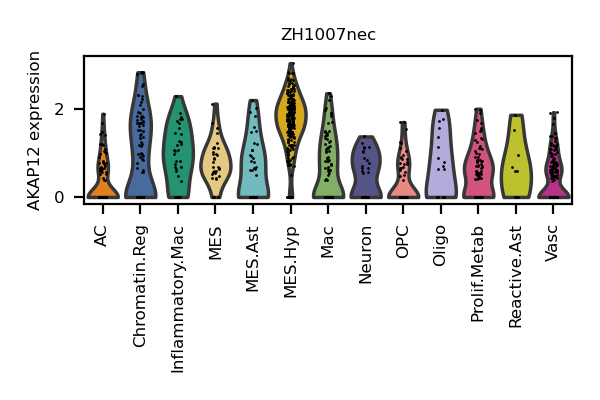 ZH1007nec
AKAP12 expression
2
0
AC
Chromatin.Reg
Inflammatory.Mac
MES
MES.Ast
MES.Hyp
Mac
Neuron
OPC
Oligo
Prolif.Metab
Reactive.Ast
Vasc